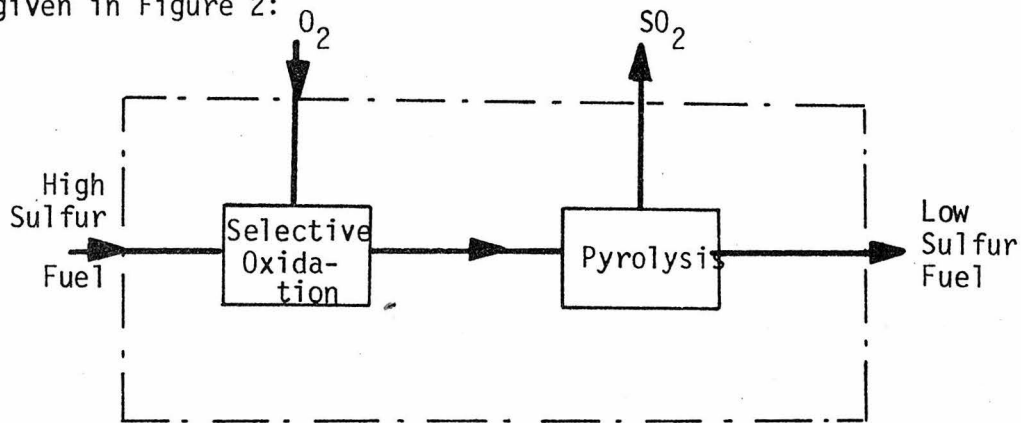 given in Figure 2:
O2
SO2
High
Sulfur
Fuel
Selective
Oxida-
tion
Pyrolysis
Low
Sulfur
Fuel